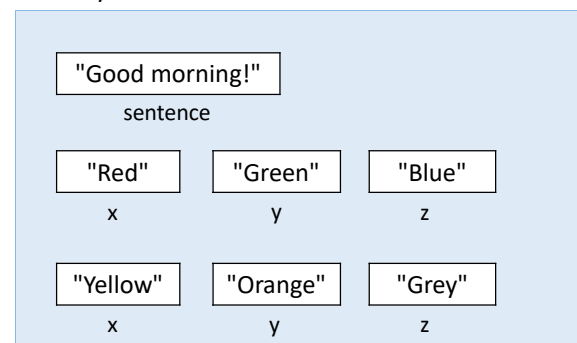 "Good morning!"
sentence
"Red" "Green" "Blue"
x y z
"Yellow" "Orange" "Grey"
x y z